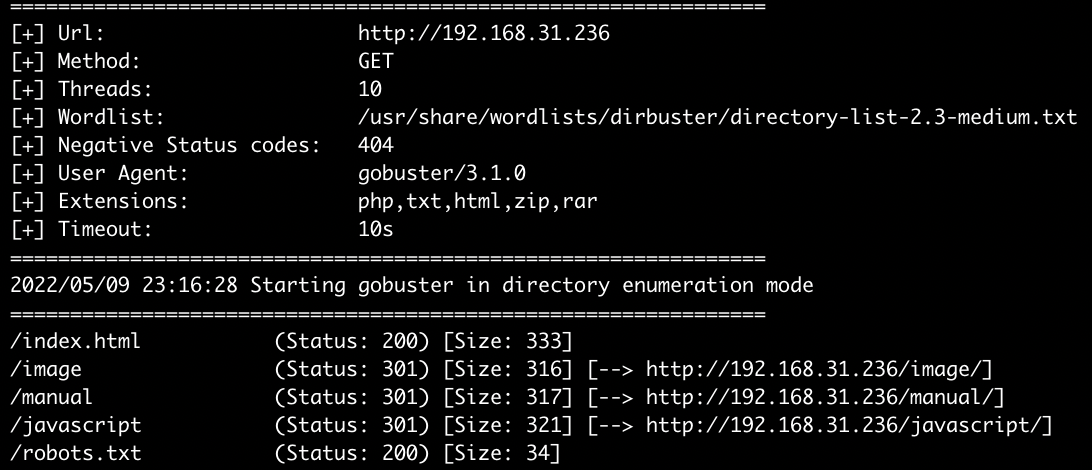 ===============================================================
[+] Url:                     http://192.168.31.236
[+] Method:                  GET
[+] Threads:                 10
[+] Wordlist:                /usr/share/wordlists/dirbuster/directory-list-2.3-medium.txt
[+] Negative Status codes:   404
[+] User Agent:              gobuster/3.1.0
[+] Extensions:              php,txt,html,zip,rar
[+] Timeout:                 10s
===============================================================
2022/05/09 23:16:28 Starting gobuster in directory enumeration mode
===============================================================
/index.html           (Status: 200) [Size: 333]
/image                (Status: 301) [Size: 316] [--> http://192.168.31.236/image/]
/manual               (Status: 301) [Size: 317] [--> http://192.168.31.236/manual/]
/javascript           (Status: 301) [Size: 321] [--> http://192.168.31.236/javascript/]
/robots.txt           (Status: 200) [Size: 34]